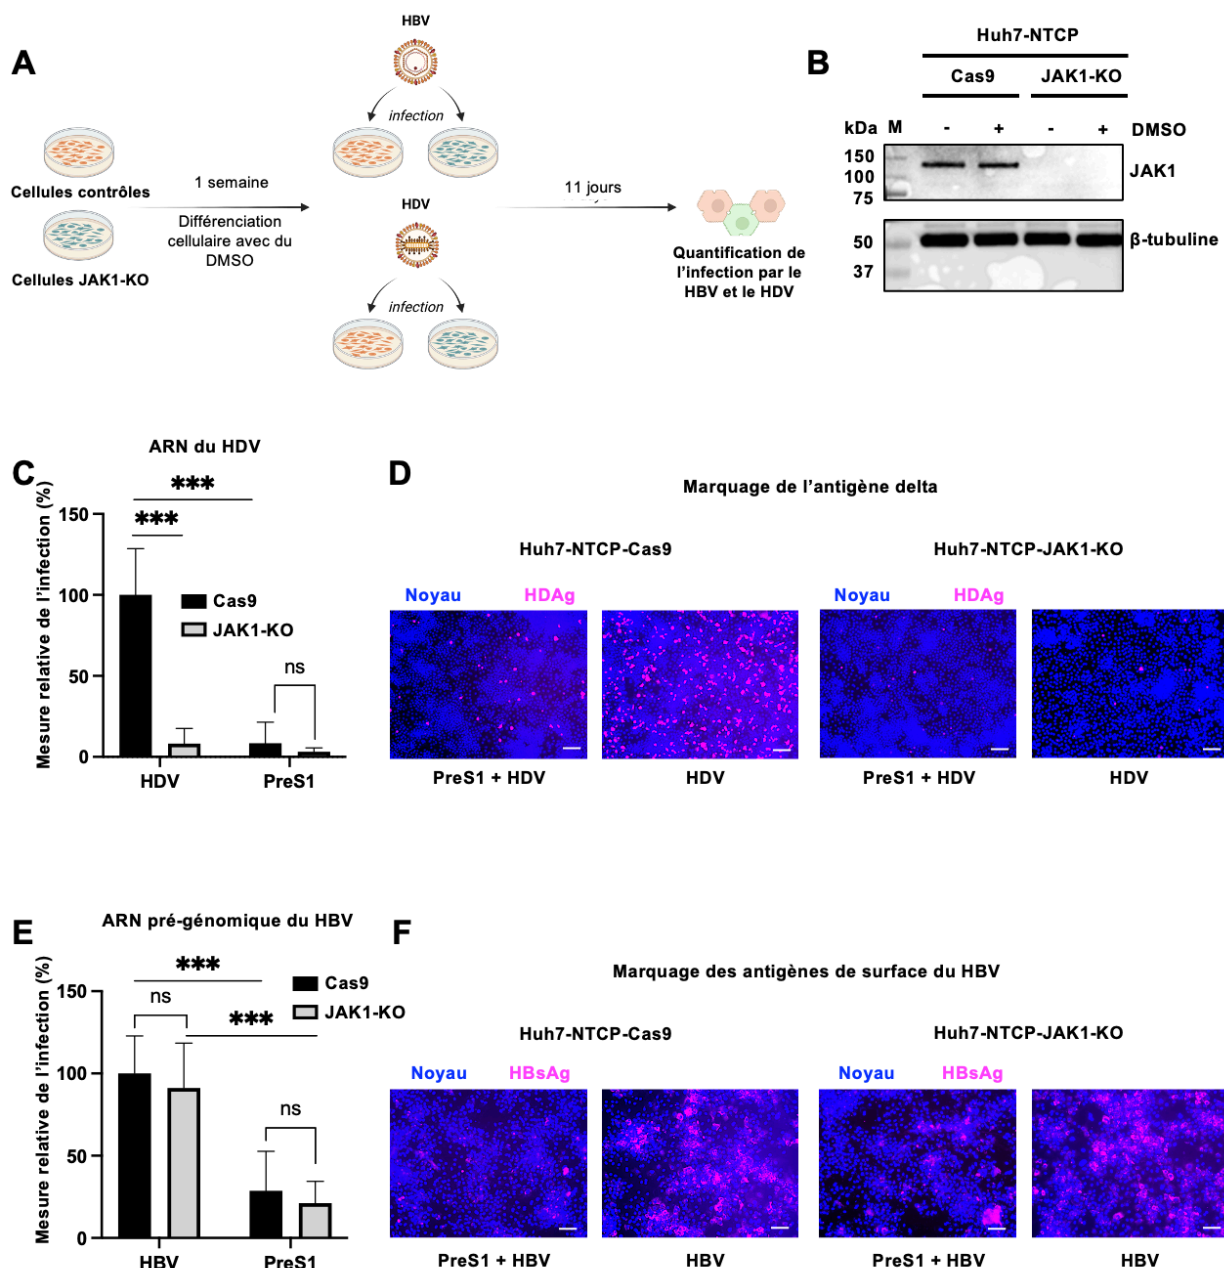 A
HBV
infection
Cellules contrôles
1 semaine
Différenciation
cellulaire avec du
DMSO
Cellules JAK1-KO
HDV
infection
11 jours
Quantification de
l'infection par le
HBV et le HDV
B
Huh7-NTCP
Cas9 JAK1-KO
kDa M - + - + DMSO
150
100
75
JAK1
50
37
β-tubuline
C
ARN du HDV
Mesure relative de l'infection (%)
150
100
50
0
***
***
ns
Cas9
JAK1-KO
HDV PreS1
D
Marquage de l'antigène delta
Huh7-NTCP-Cas9 Huh7-NTCP-JAK1-KO
Noyau HDAg Noyau HDAg
PreS1 + HDV HDV PreS1 + HDV HDV
E
ARN pré-génomique du HBV
Mesure relative de l'infection (%)
150
100
50
0
***
ns
***
ns
Cas9
JAK1-KO
HBV PreS1
F
Marquage des antigènes de surface du HBV
Huh7-NTCP-Cas9 Huh7-NTCP-JAK1-KO
Noyau HBsAg Noyau HBsAg
PreS1 + HBV HBV PreS1 + HBV HBV